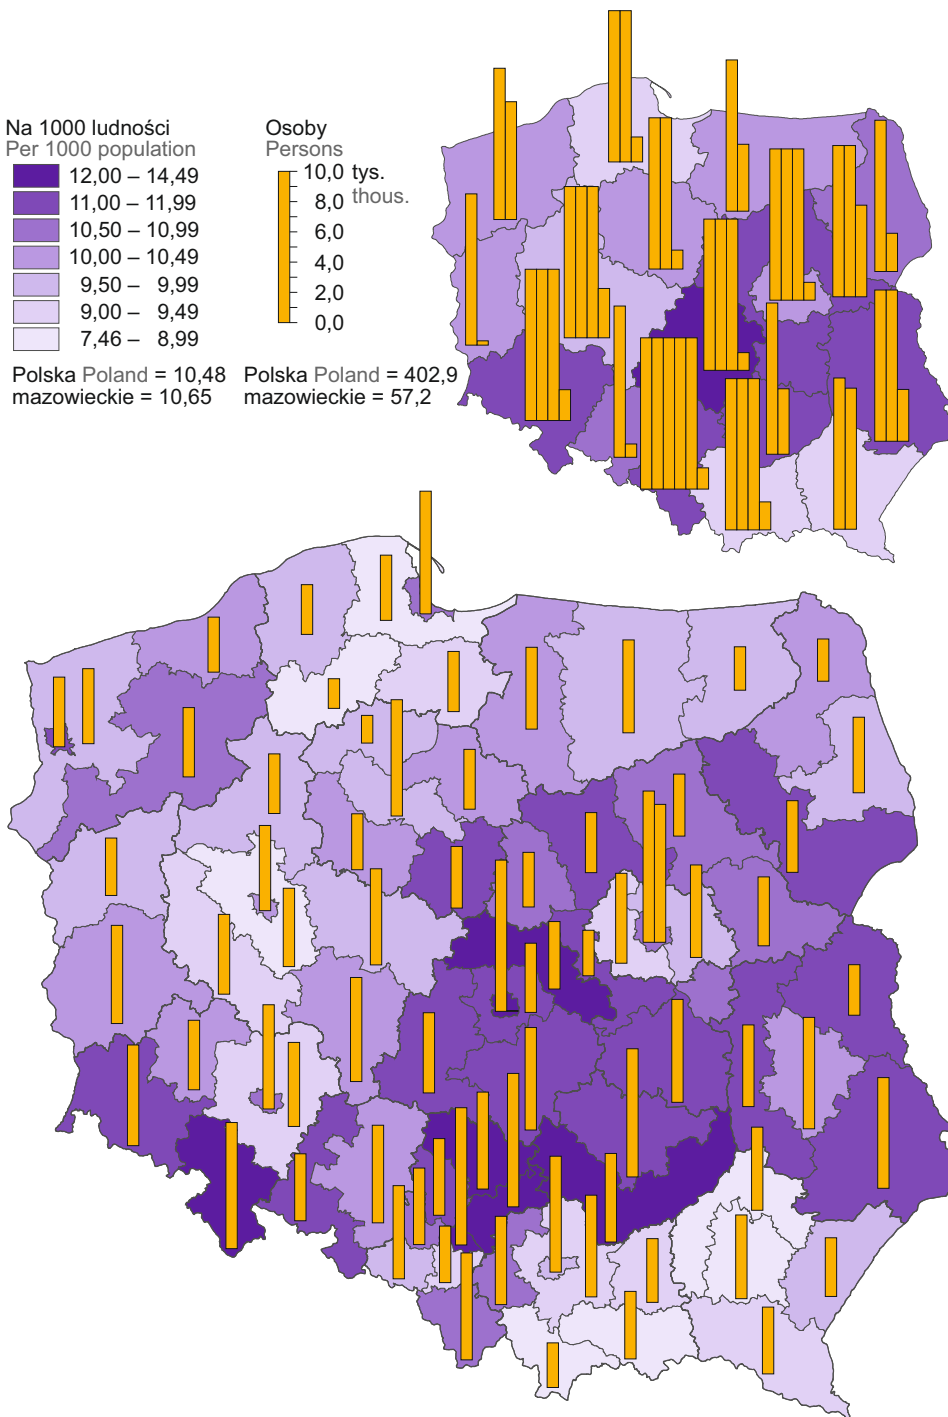 Na 1000 ludności
Per 1000 population
12,00 – 14,49
11,00 – 11,99
10,50 – 10,99
10,00 – 10,49
9,50 – 9,99
9,00 – 9,49
7,46 – 8,99
Polska Poland = 10,48
mazowieckie = 10,65
Osoby
Persons
10,0 tys.
thous.
8,0
6,0
4,0
2,0
0,0
Polska Poland = 402,9
mazowieckie = 57,2